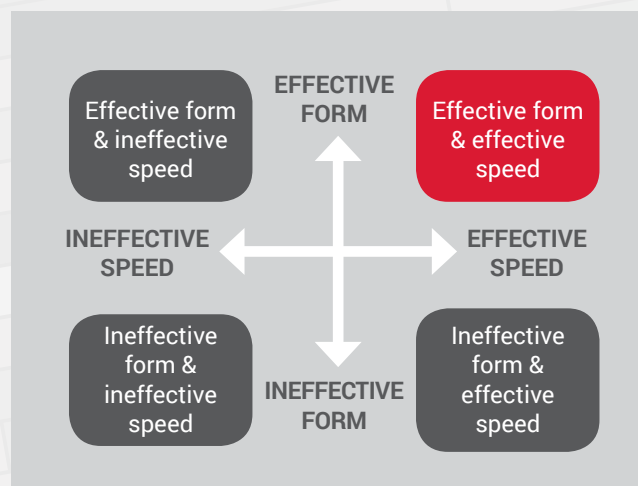 EFFECTIVE
FORM
Effective form
& ineffective
speed
Effective form
& effective
speed
INEFFECTIVE
SPEED
EFFECTIVE
SPEED
Ineffective
form &
ineffective
speed
INEFFECTIVE
FORM
Ineffective
form &
effective
speed